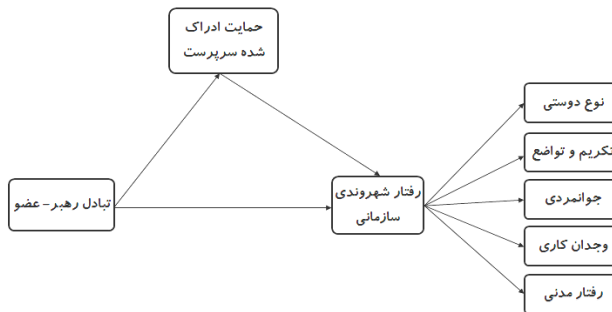 حمایت ادراک
شده سرپرست
تبادل رهبر- عضو
رفتار شهروندی
سازمانی
نوع دوستی
تکریم و تواضع
جوانمردی
وجدان کاری
رفتار مدنی